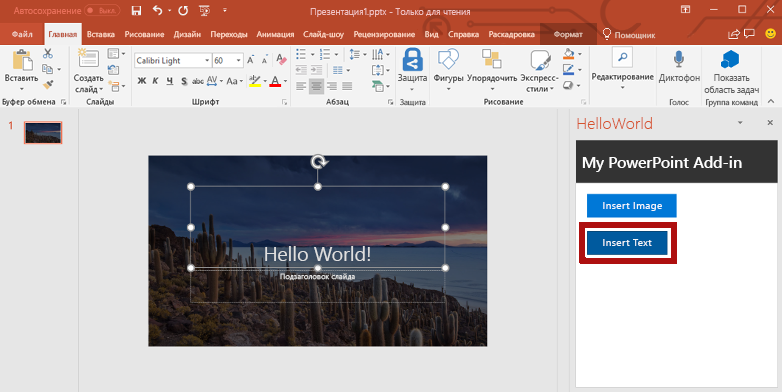 Автосохранение Выкл.
Презентация1.pptx - Только для чтения
Файл Главная Вставка Рисование Дизайн Переходы Анимация Слайд-шоу Рецензирование Вид Справка Раскадровка Формат Помощник
Calibri Light 60
Ж К Ч S abc AV Aa A
Вставить
Создать слайд
Защита
Фигуры Упорядочить Экспресс-стили
Редактирование
Диктофон
Показать область задач
Буфер обмена Слайды Шрифт Абзац Защита Рисование Голос Группа команд
1
HelloWorld
My PowerPoint Add-in
Insert Image
Insert Text
Hello World!
Подзаголовок слайда